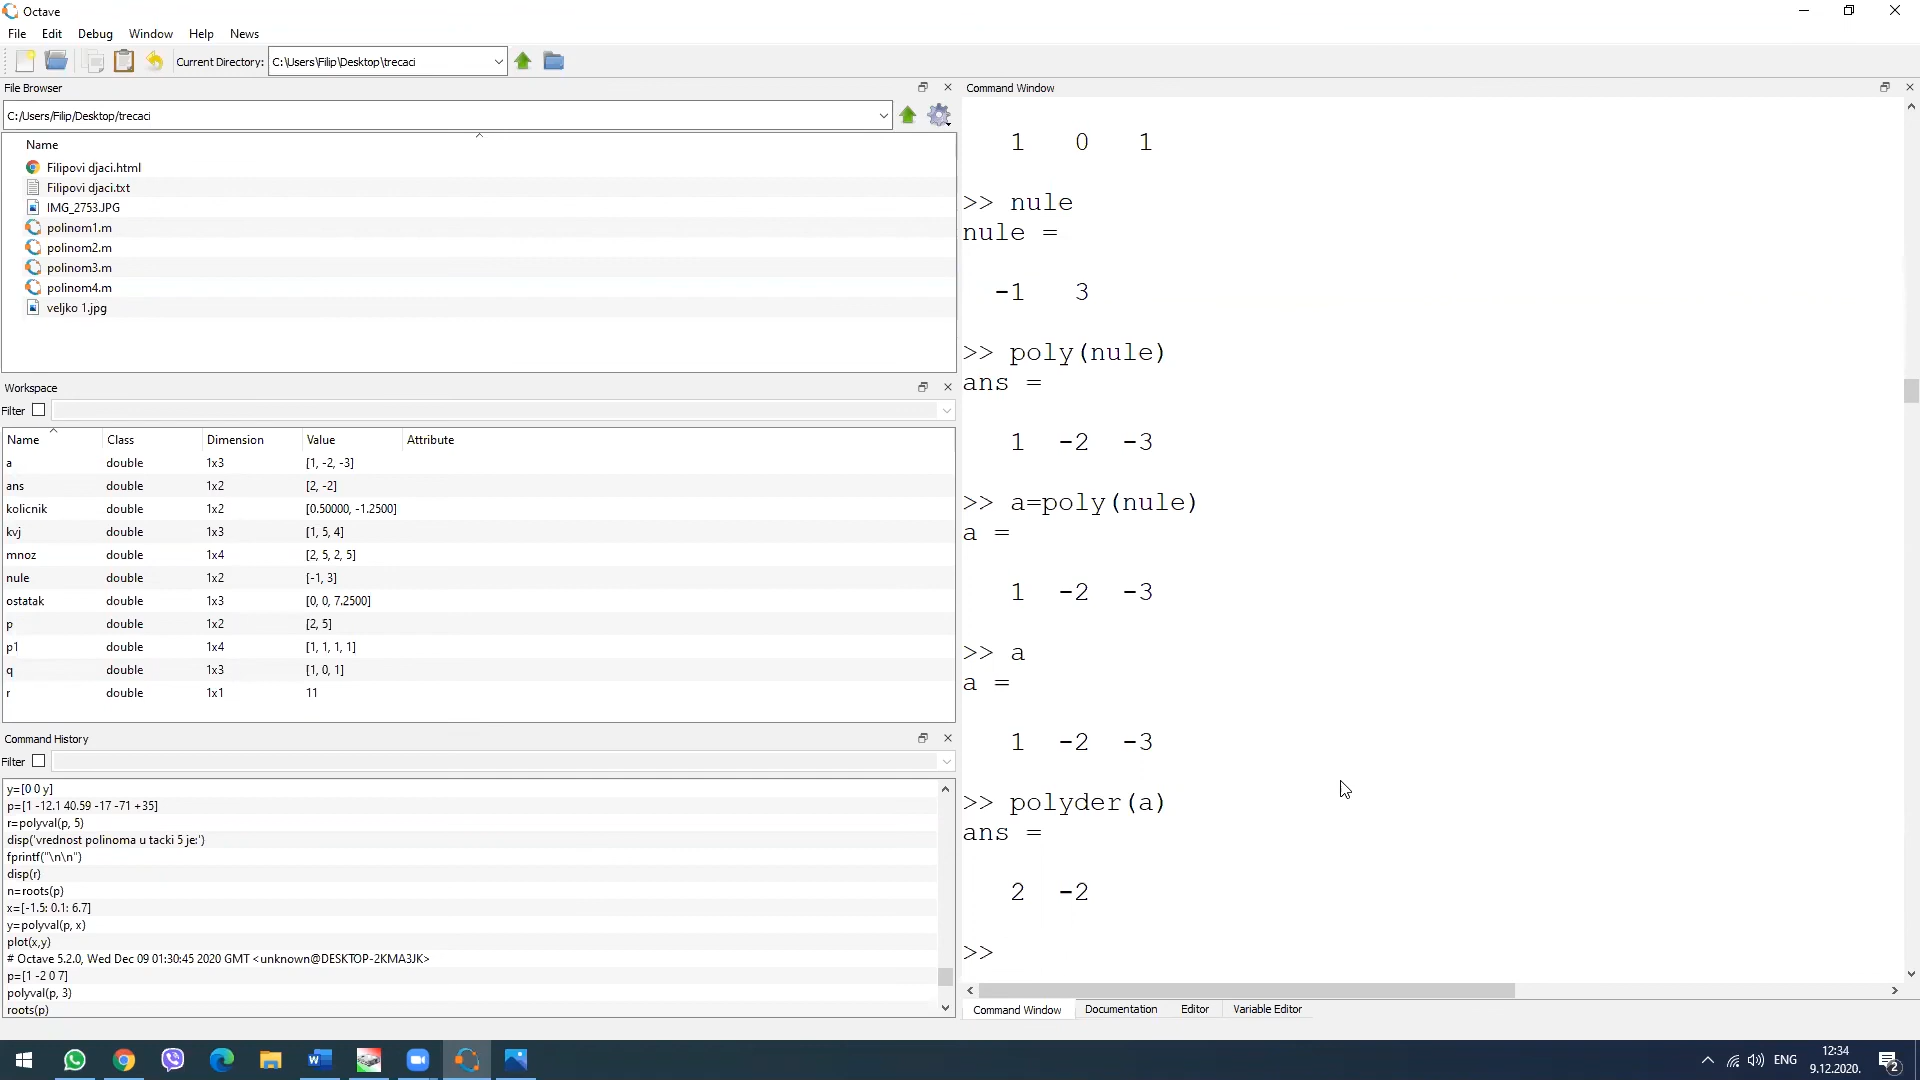 Octave
File Edit Debug Window Help News
Current Directory: C:\Users\Filip\Desktop\trecaci
File Browser
C:/Users/Filip/Desktop/trecaci
Name
Filipovi djaci.html
Filipovi djaci.txt
IMG_2753.JPG
polinom1.m
polinom2.m
polinom3.m
polinom4.m
veljko 1.jpg
Workspace
Filter
Name Class Dimension Value Attribute
a double 1x3 [1, -2, -3]
ans double 1x2 [2, -2]
kolicnik double 1x2 [0.50000, -1.2500]
kvj double 1x3 [1, 5, 4]
mnoz double 1x4 [2, 5, 2, 5]
nule double 1x2 [-1, 3]
ostatak double 1x3 [0, 0, 7.2500]
p double 1x2 [2, 5]
p1 double 1x4 [1, 1, 1, 1]
q double 1x3 [1, 0, 1]
r double 1x1 11
Command History
Filter
y=[0 0 y]
p=[1 -12.1 40.59 -17 -71 +35]
r=polyval(p, 5)
disp('vrednost polinoma u tacki 5 je:')
fprintf("\n\n")
disp(r)
n=roots(p)
x=[-1.5: 0.1: 6.7]
y=polyval(p, x)
plot(x,y)
# Octave 5.2.0, Wed Dec 09 01:30:45 2020 GMT <unknown@DESKTOP-2KMA3JK>
p=[1 -2 0 7]
polyval(p, 3)
roots(p)
Command Window
1 0 1
>> nule
nule =
-1 3
>> poly(nule)
ans =
1 -2 -3
>> a=poly(nule)
a =
1 -2 -3
>> a
a =
1 -2 -3
>> polyder(a)
ans =
2 -2
>>
Command Window Documentation Editor Variable Editor
ENG
12:34
9.12.2020.
2